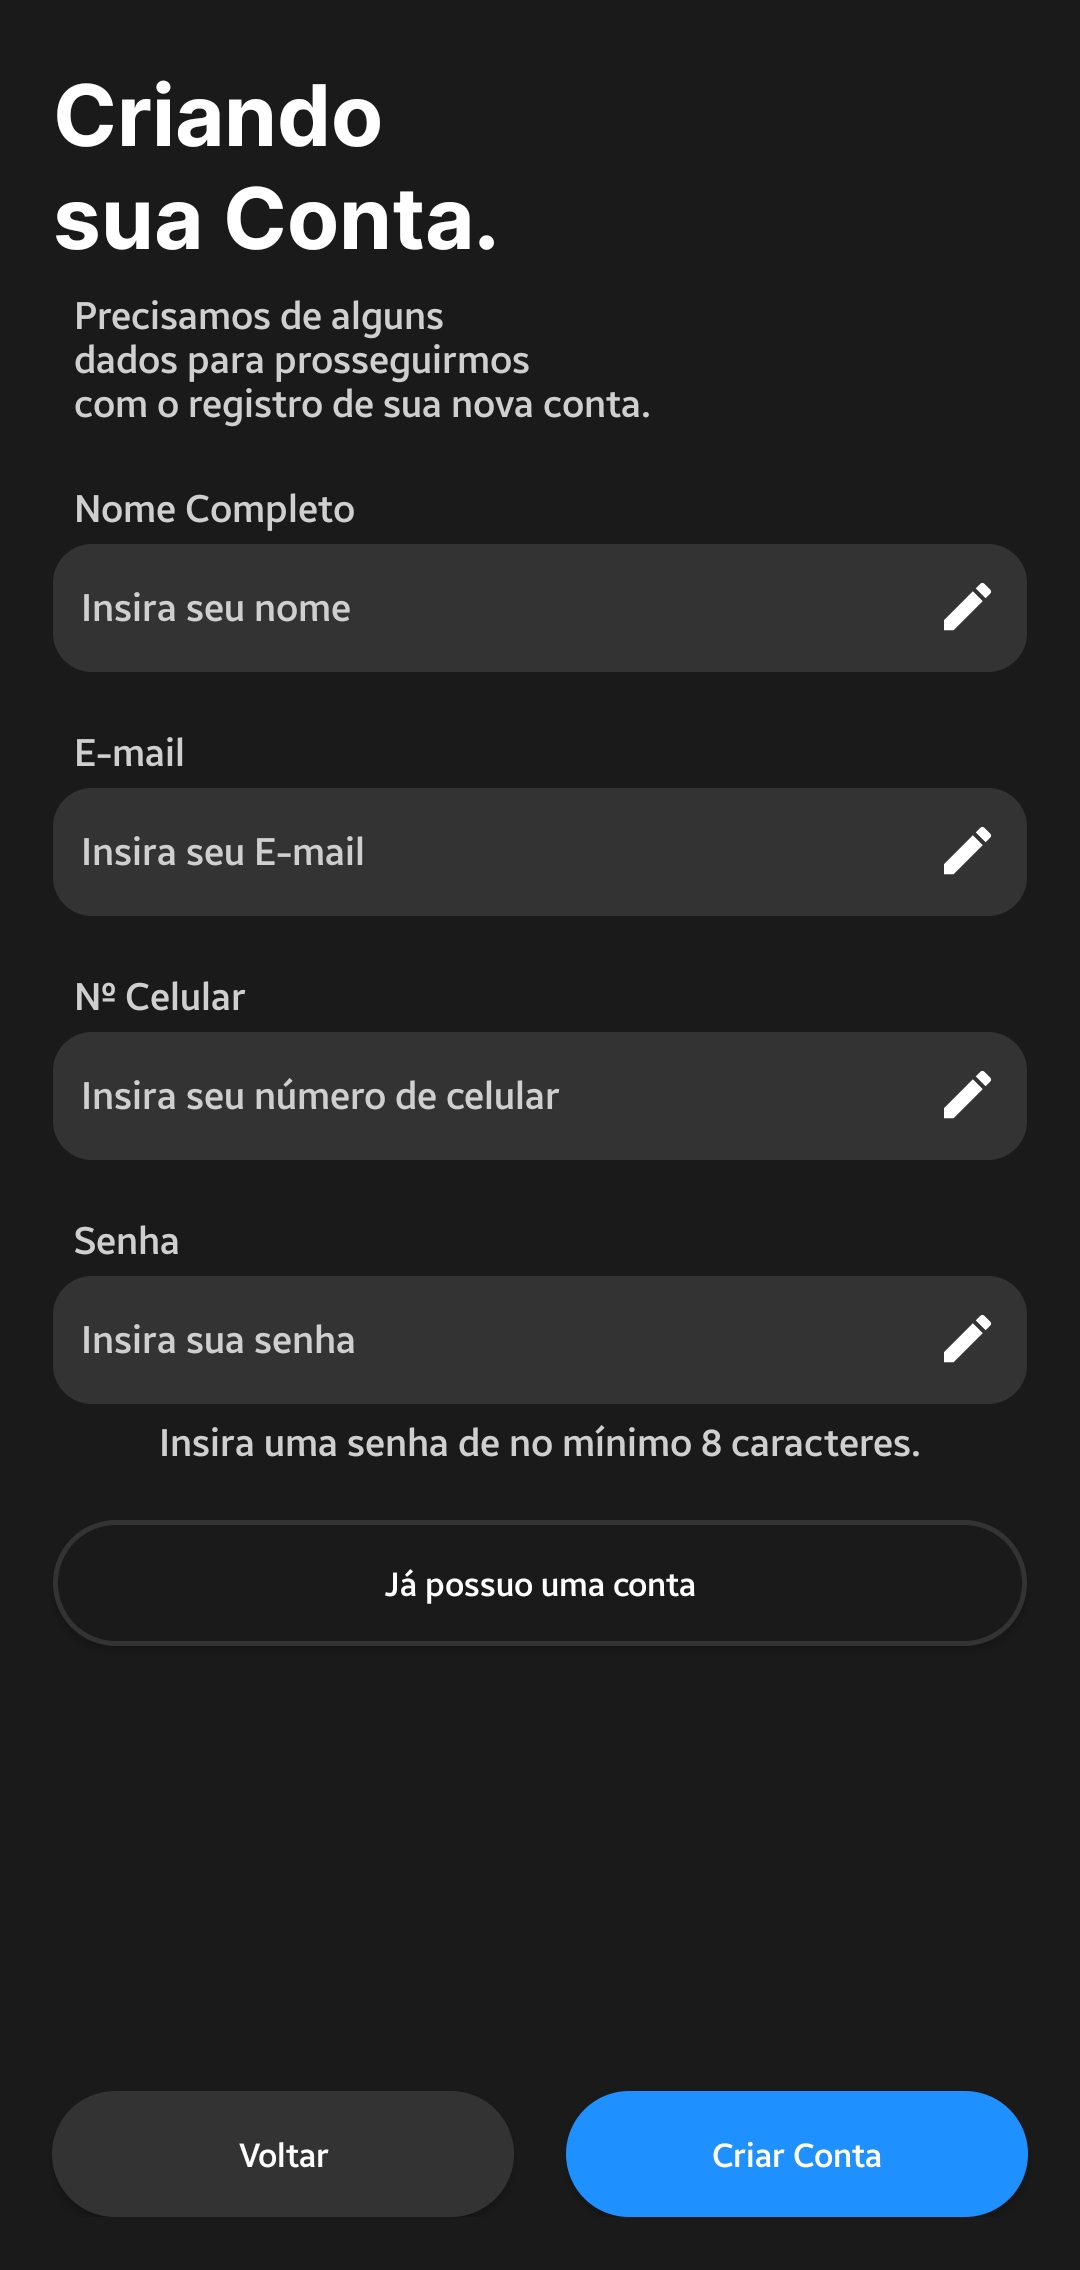 Criando
sua Conta.
Precisamos de alguns
dados para prosseguirmos
com o registro de sua nova conta.
Nome Completo
Insira seu nome
E-mail
Insira seu E-mail
Nº Celular
Insira seu número de celular
Senha
Insira sua senha
Insira uma senha de no mínimo 8 caracteres.
Já possuo uma conta
Voltar
Criar Conta